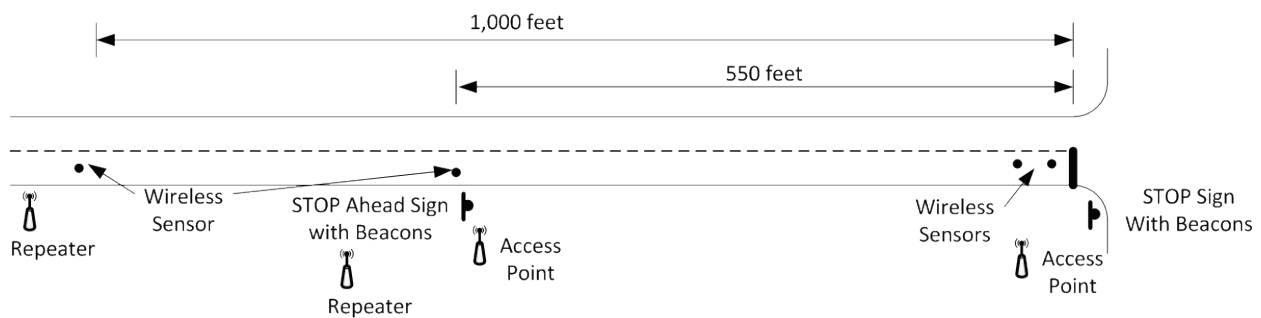 1,000 feet
550 feet
Wireless
Sensor
STOP Ahead Sign
with Beacons
Wireless
Sensors
STOP Sign
With Beacons
Repeater
Access
Point
Access
Point
Repeater